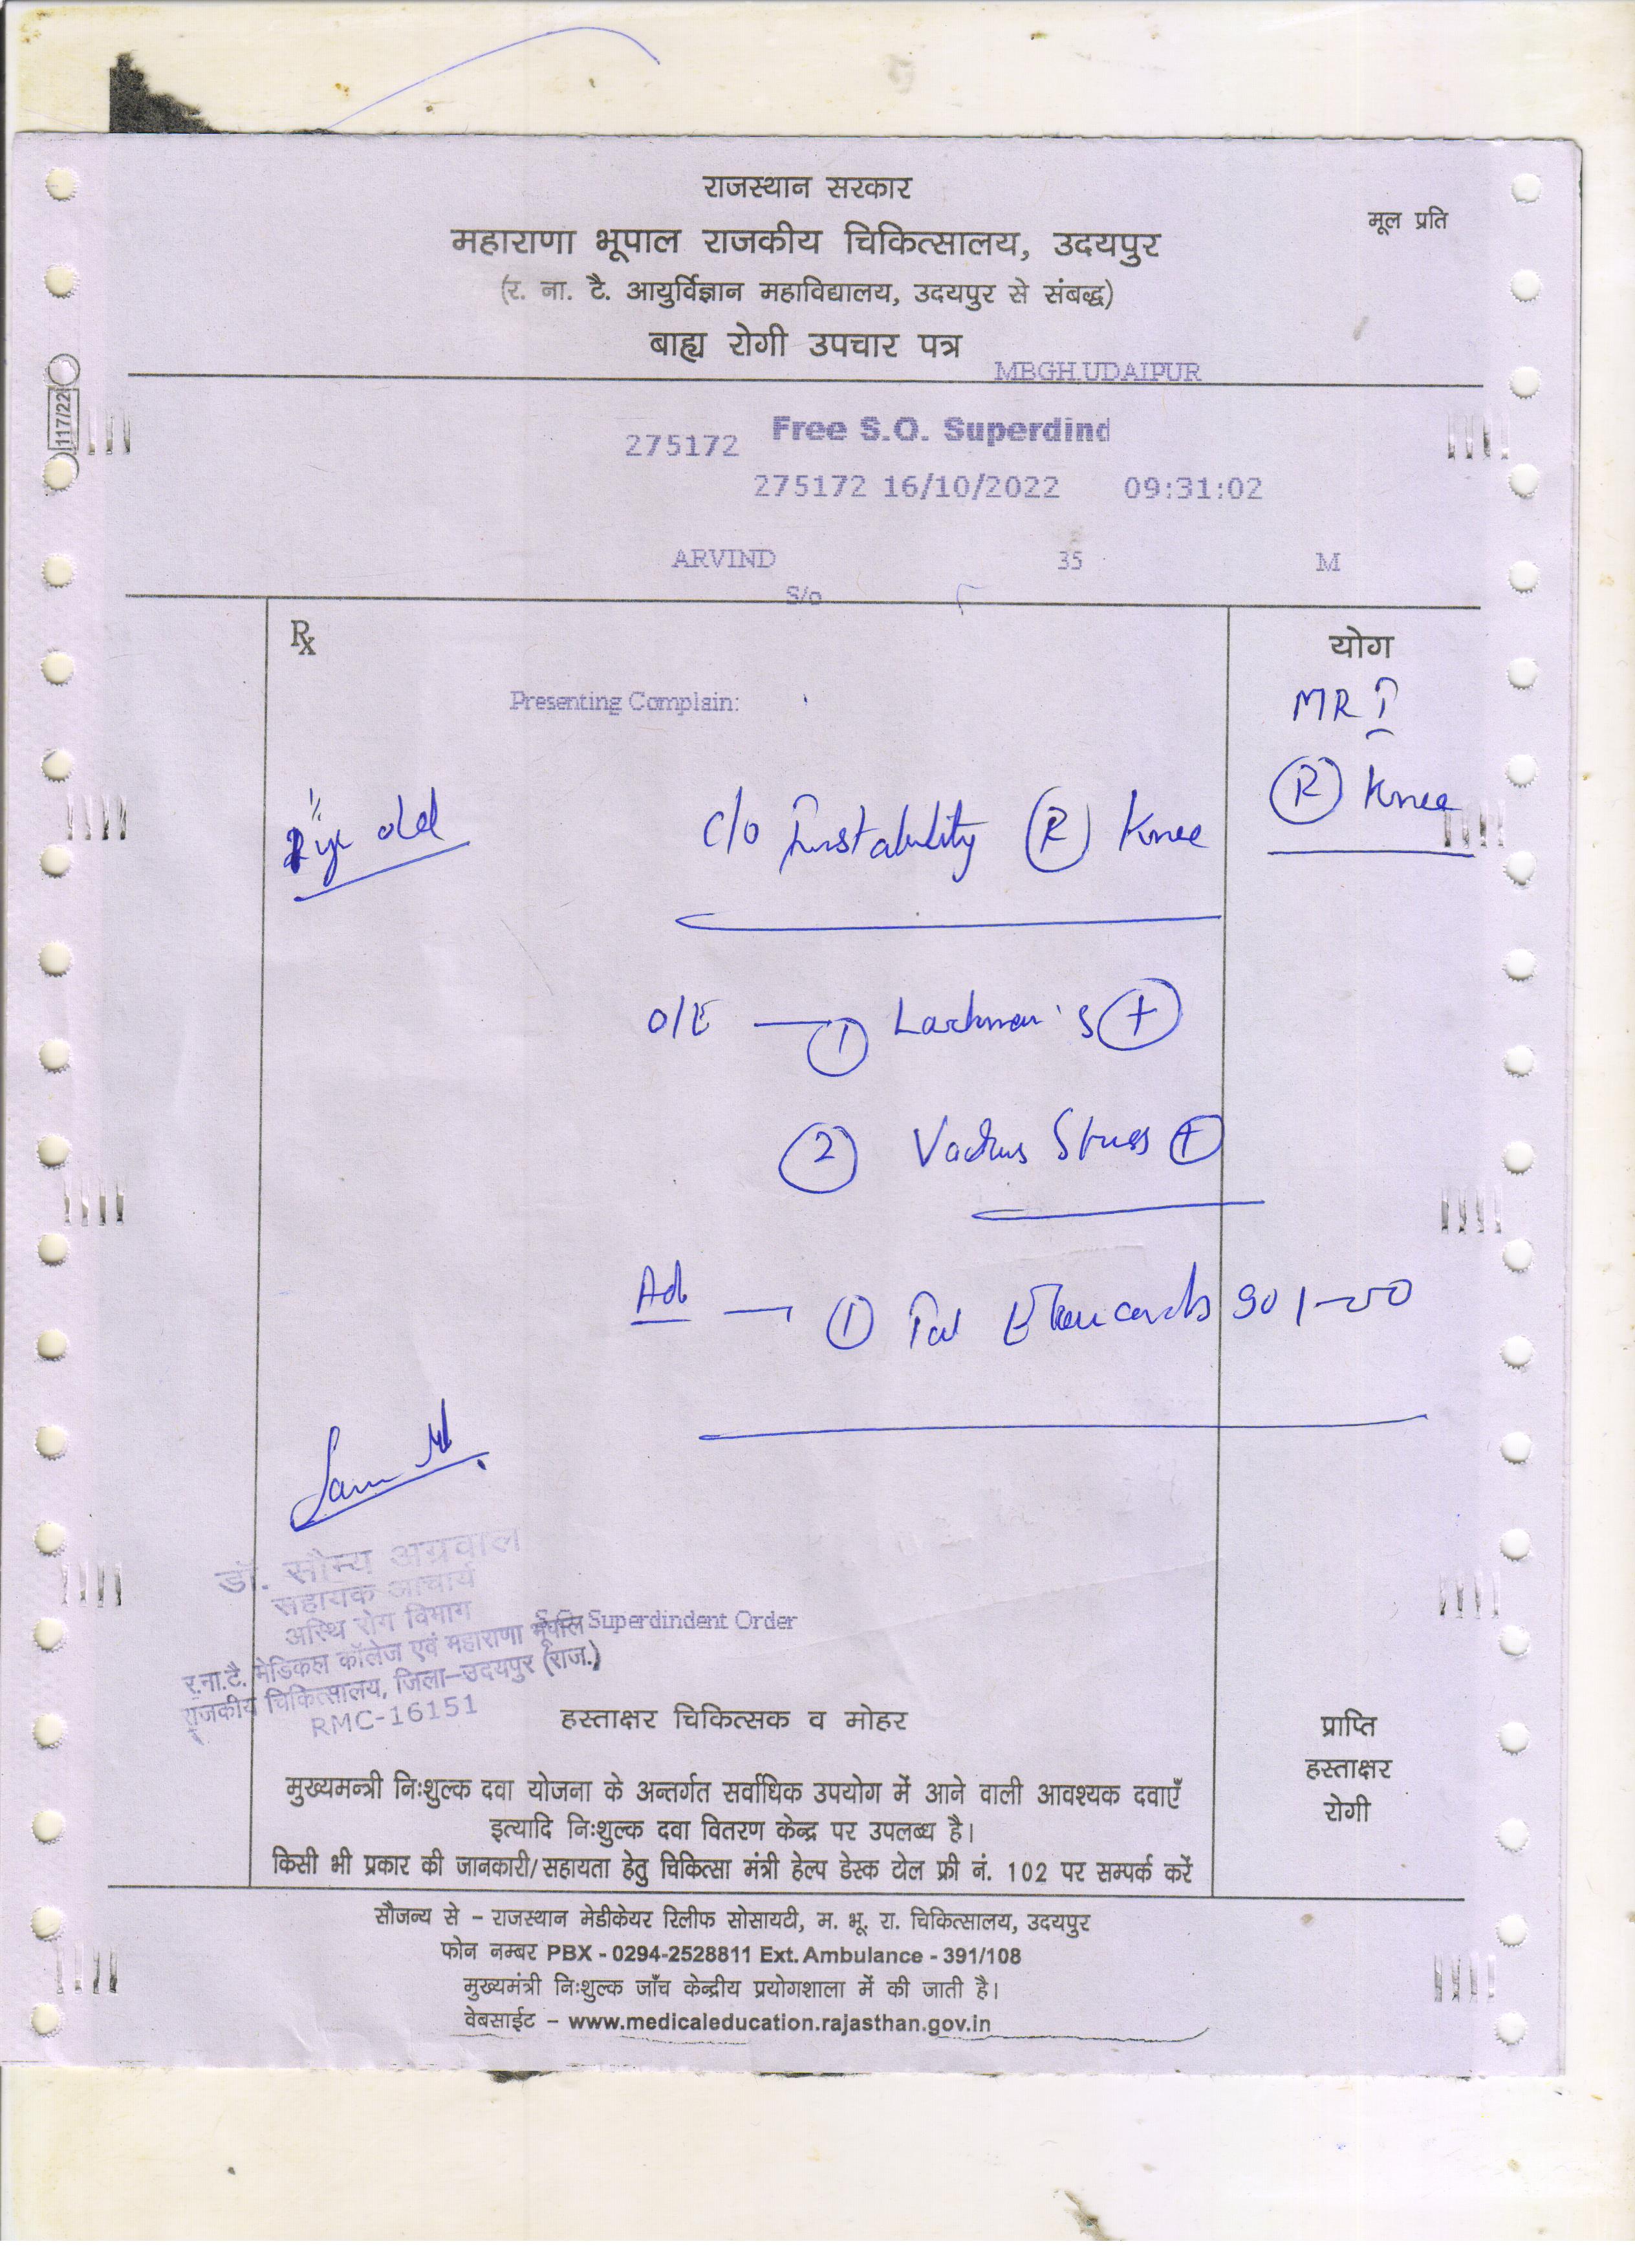 राजस्थान सरकार
मूल प्रति
महाराणा भूपाल राजकीय चिकित्सालय, उदयपुर
(र. ना. टै. आयुर्विज्ञान महाविद्यालय, उदयपुर से संबद्ध)
बाह्य रोगी उपचार पत्र
MBGH.UDAIPUR
117/22
275172 Free S.O. Superdind
275172 16/10/2022 09:31:02
ARVIND 35 M
S/o
Rx
योग
Presenting Complain:
MRI
(R) Knee
old
c/o Instability (R) Knee
O/E — (1) Lachman's (+)
(2) Stress (+)
Ad → (1) Tab 90 1-00
डॉ. सौम्य अग्रवाल
सहायक आचार्य
अस्थि रोग विभाग
S.O. Superdindent Order
र.ना.टै. मेडिकल कॉलेज एवं महाराणा भूपाल
राजकीय चिकित्सालय, जिला–उदयपुर (राज.)
RMC-16151
हस्ताक्षर चिकित्सक व मोहर
प्राप्ति
हस्ताक्षर
रोगी
मुख्यमन्त्री निःशुल्क दवा योजना के अन्तर्गत सर्वाधिक उपयोग में आने वाली आवश्यक दवाएँ
इत्यादि निःशुल्क दवा वितरण केन्द्र पर उपलब्ध है।
किसी भी प्रकार की जानकारी/सहायता हेतु चिकित्सा मंत्री हेल्प डेस्क टोल फ्री नं. 102 पर सम्पर्क करें
सौजन्य से – राजस्थान मेडीकेयर रिलीफ सोसायटी, म. भू. रा. चिकित्सालय, उदयपुर
फोन नम्बर PBX - 0294-2528811 Ext. Ambulance - 391/108
मुख्यमंत्री निःशुल्क जाँच केन्द्रीय प्रयोगशाला में की जाती है।
वेबसाईट – www.medicaleducation.rajasthan.gov.in